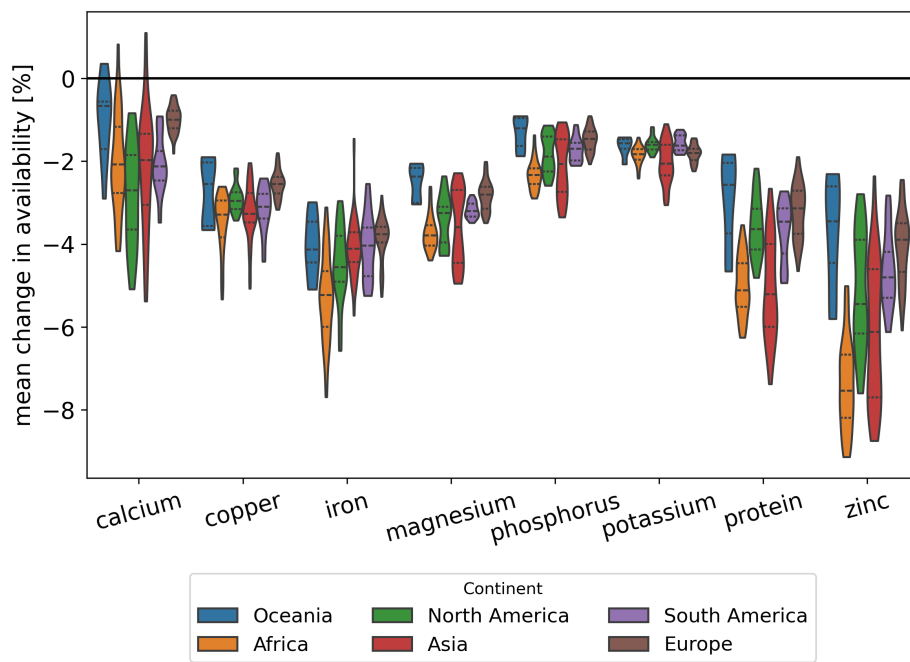 mean change in availability [%]
0
−2
−4
−6
−8
calcium copper iron magnesium phosphorus potassium protein zinc
Continent
Oceania North America South America
Africa Asia Europe